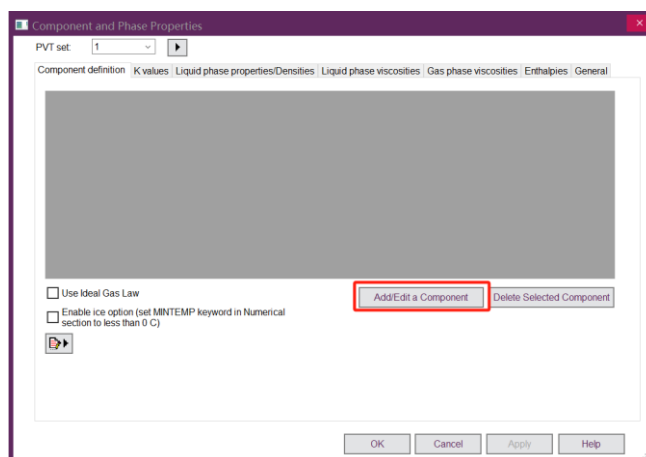 Component and Phase Properties
PVT set: 1
Component definition K values Liquid phase properties/Densities Liquid phase viscosities Gas phase viscosities Enthalpies General
Use Ideal Gas Law
Add/Edit a Component Delete Selected Component
Enable ice option (set MINTEMP keyword in Numerical
section to less than 0 C)
OK Cancel Apply Help